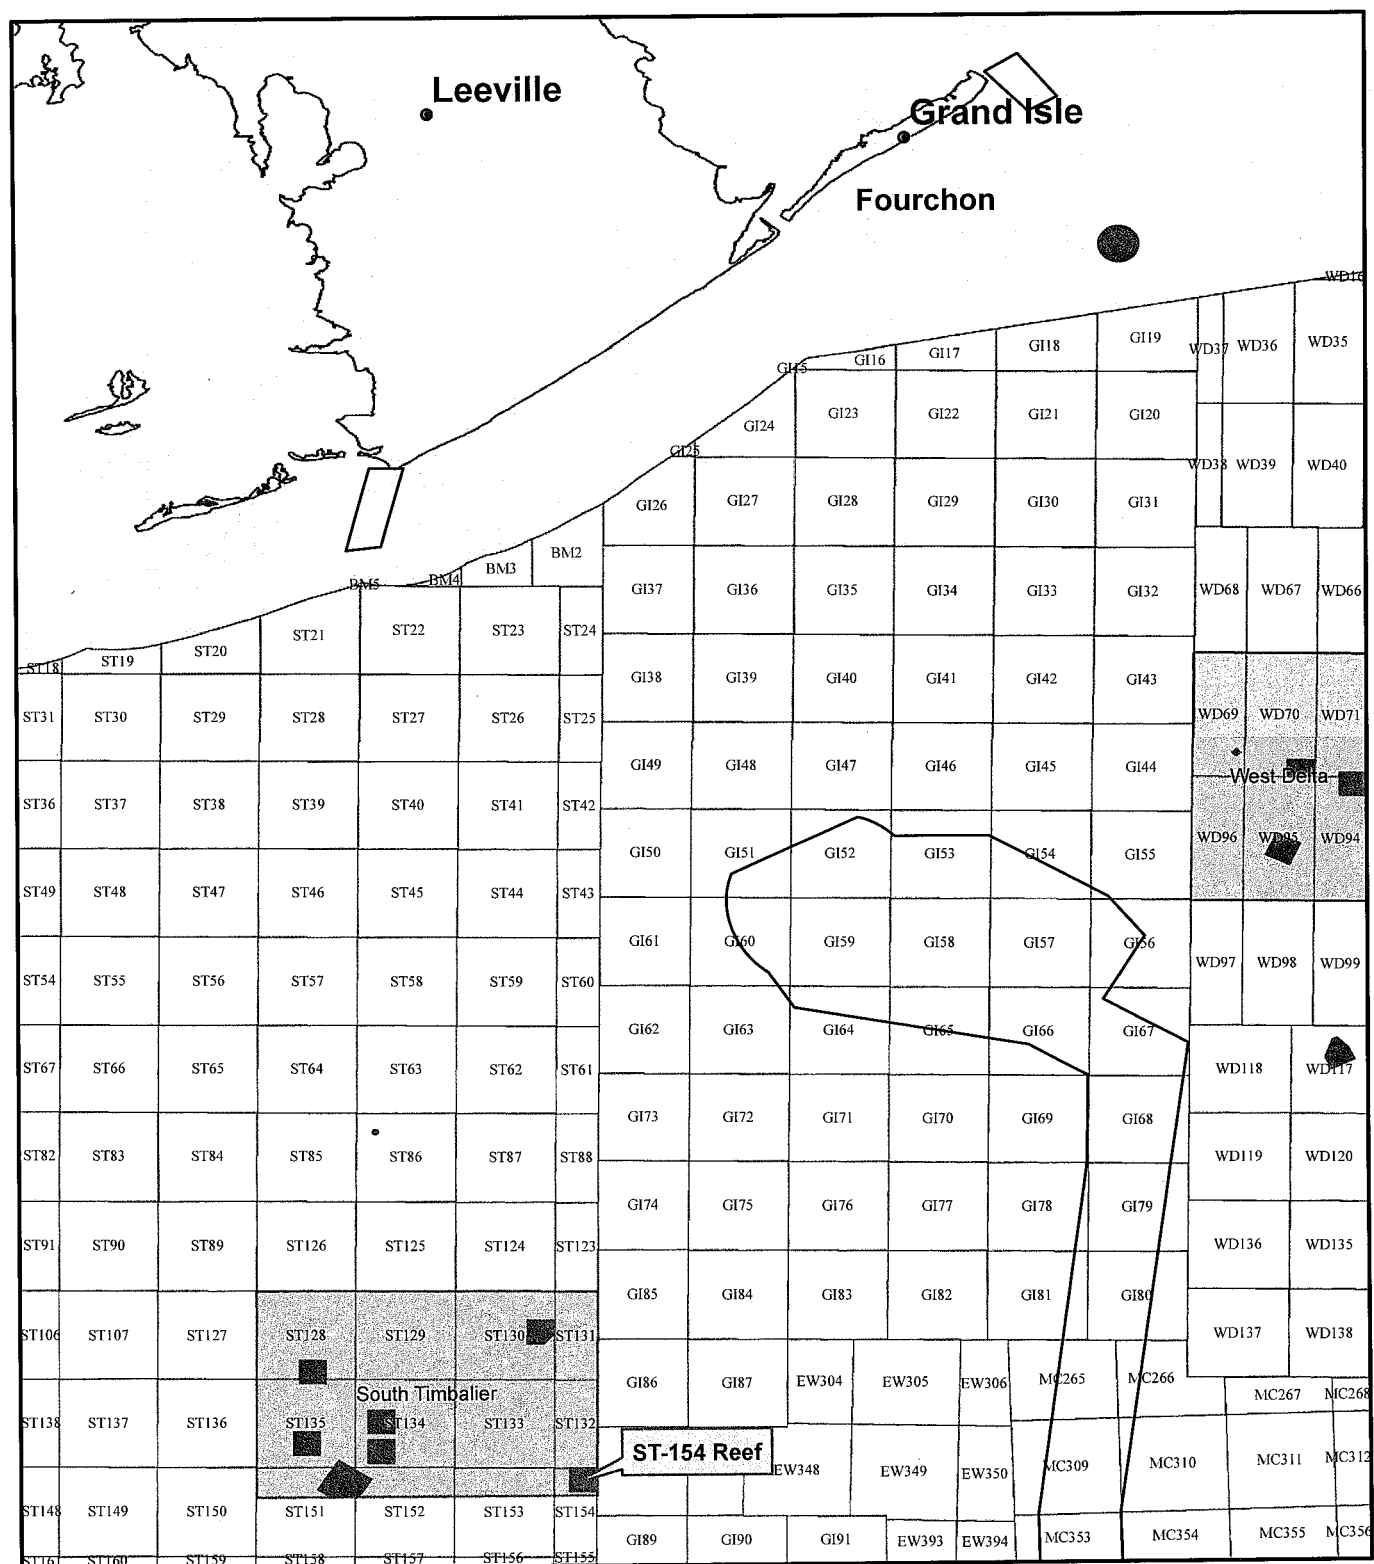 Leeville
Grand Isle
Fourchon
WD16
GI19
WD37 WD36 WD35
GI15 GI16 GI17 GI18
GI24 GI23 GI22 GI21 GI20
GI25
WD38 WD39 WD40
GI26 GI27 GI28 GI29 GI30 GI31
BM5 BM4 BM3 BM2
GI37 GI36 GI35 GI34 GI33 GI32 WD68 WD67 WD66
ST18 ST19 ST20 ST21 ST22 ST23 ST24
GI38 GI39 GI40 GI41 GI42 GI43
ST31 ST30 ST29 ST28 ST27 ST26 ST25 WD69 WD70 WD71
GI49 GI48 GI47 GI46 GI45 GI44
West Delta
ST36 ST37 ST38 ST39 ST40 ST41 ST42
WD96 WD95 WD94
GI50 GI51 GI52 GI53 GI54 GI55
ST49 ST48 ST47 ST46 ST45 ST44 ST43
GI61 GI60 GI59 GI58 GI57 GI56
WD97 WD98 WD99
ST54 ST55 ST56 ST57 ST58 ST59 ST60
GI62 GI63 GI64 GI65 GI66 GI67
ST67 ST66 ST65 ST64 ST63 ST62 ST61 WD118 WD117
GI73 GI72 GI71 GI70 GI69 GI68
ST82 ST83 ST84 ST85 ST86 ST87 ST88 WD119 WD120
GI74 GI75 GI76 GI77 GI78 GI79
ST91 ST90 ST89 ST126 ST125 ST124 ST123 WD136 WD135
GI85 GI84 GI83 GI82 GI81 GI80
ST106 ST107 ST127 ST128 ST129 ST130 ST131 WD137 WD138
GI86 GI87 EW304 EW305 EW306 MC265 MC266
South Timbalier
MC267 MC268
ST138 ST137 ST136 ST135 ST134 ST133 ST132
ST-154 Reef
EW348 EW349 EW350 MC309 MC310 MC311 MC312
ST148 ST149 ST150 ST151 ST152 ST153 ST154
GI89 GI90 GI91 EW393 EW394 MC353 MC354 MC355 MC356
ST161 ST160 ST159 ST158 ST157 ST156 ST155